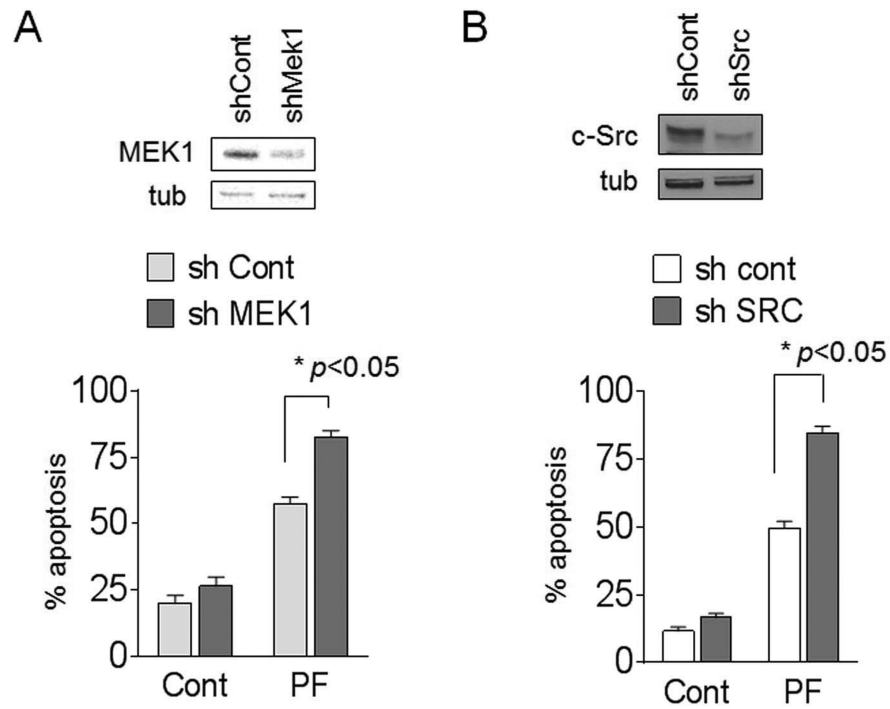 A
shCont
shMek1
MEK1
tub
sh Cont
sh MEK1
* p<0.05
100
75
50
25
0
% apoptosis
Cont
PF
B
shCont
shSrc
c-Src
tub
sh cont
sh SRC
* p<0.05
100
75
50
25
0
% apoptosis
Cont
PF